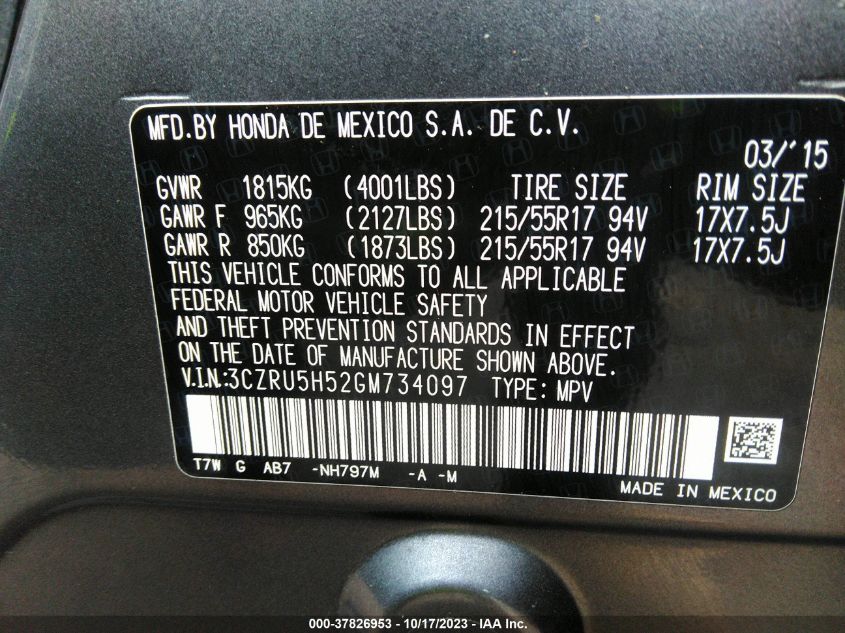 MFD.BY HONDA DE MEXICO S.A. DE C.V.
03/'15
GVWR 1815KG (4001LBS) TIRE SIZE RIM SIZE
GAWR F 965KG (2127LBS) 215/55R17 94V 17X7.5J
GAWR R 850KG (1873LBS) 215/55R17 94V 17X7.5J
THIS VEHICLE CONFORMS TO ALL APPLICABLE
FEDERAL MOTOR VEHICLE SAFETY
AND THEFT PREVENTION STANDARDS IN EFFECT
ON THE DATE OF MANUFACTURE SHOWN ABOVE.
V.I.N.:3CZRU5H52GM734097 TYPE: MPV
T7W G AB7 -NH797M -A -M
MADE IN MEXICO
000-37826953 - 10/17/2023 - IAA Inc.